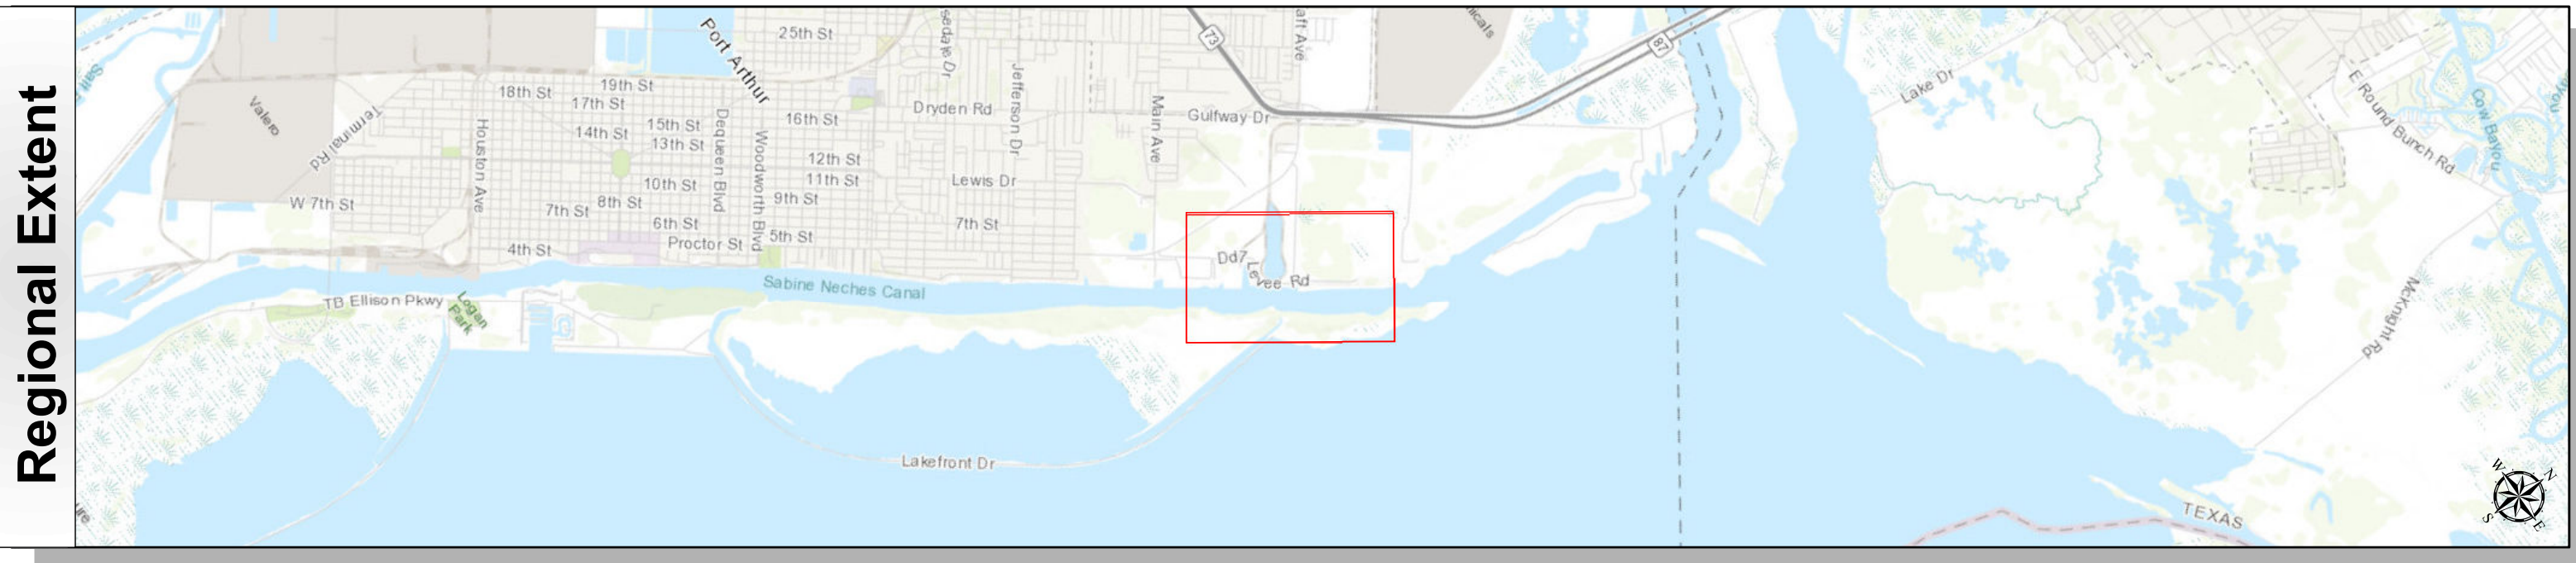 Regional Extent
Port Arthur
25th St
73
87
Valero
Terminal Rd
Houston Ave
18th St
19th St
17th St
14th St
15th St
13th St
10th St
8th St
7th St
6th St
W 7th St
4th St
Proctor St
Dequeen Blvd
Woodworth Blvd
16th St
12th St
11th St
9th St
5th St
Dryden Rd
Jefferson Dr
Lewis Dr
7th St
Main Ave
Gulfway Dr
Dd7
Levee Rd
Sabine Neches Canal
TB Ellison Pkwy
Logan
Park
Lakefront Dr
Lake Dr
E Round Bunch Rd
Cow Bayou
McKnight Rd
TEXAS
W
N
S
E